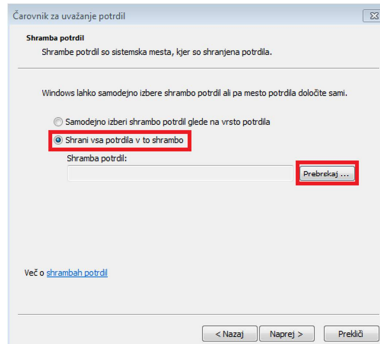 Čarovnik za uvažanje potrdil
Shramba potrdil
Shrambe potrdil so sistemska mesta, kjer so shranjena potrdila.
Windows lahko samodejno izbere shrambo potrdil ali pa mesto potrdila določite sami.
Samodejno izberi shrambo potrdil glede na vrsto potrdila
Shrani vsa potrdila v to shrambo
Shramba potrdil:
Prebrskaj ...
Več o shrambah potrdil
< Nazaj Naprej > Prekliči